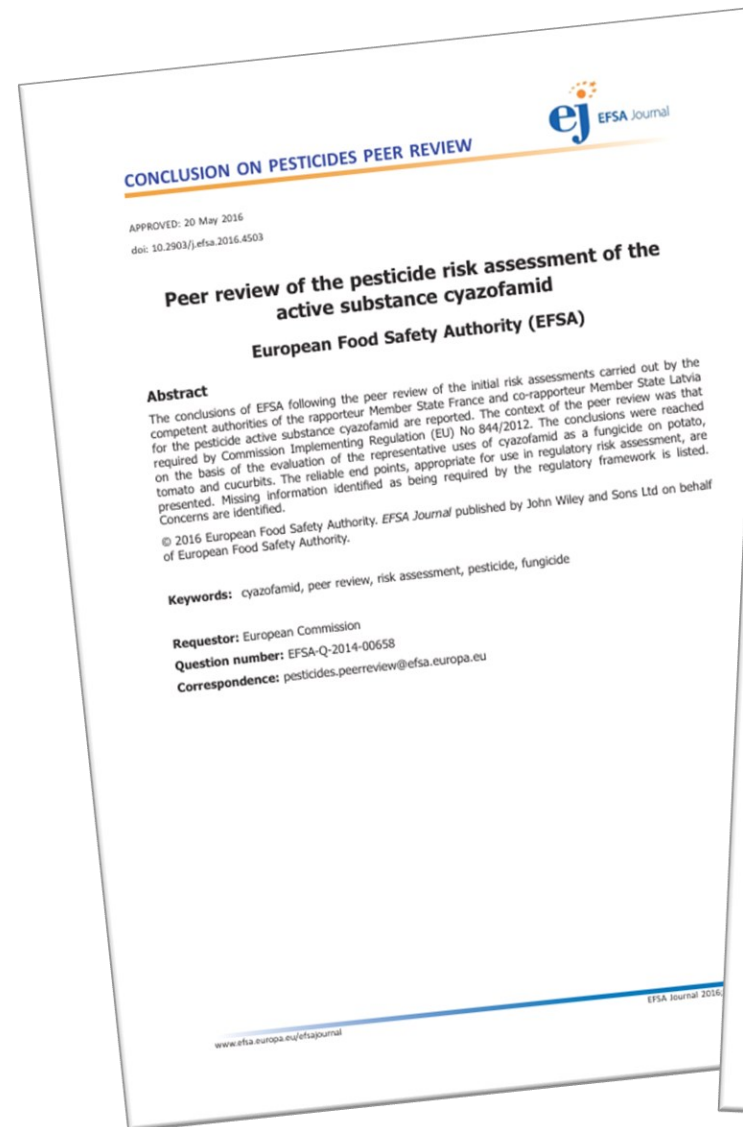 ej EFSA Journal
CONCLUSION ON PESTICIDES PEER REVIEW
APPROVED: 20 May 2016
doi: 10.2903/j.efsa.2016.4503
Peer review of the pesticide risk assessment of the
active substance cyazofamid
European Food Safety Authority (EFSA)
Abstract
The conclusions of EFSA following the peer review of the initial risk assessments carried out by the
competent authorities of the rapporteur Member State France and co-rapporteur Member State Latvia
for the pesticide active substance cyazofamid are reported. The context of the peer review was that
required by Commission Implementing Regulation (EU) No 844/2012. The conclusions were reached
on the basis of the evaluation of the representative uses of cyazofamid as a fungicide on potato,
tomato and cucurbits. The reliable end points, appropriate for use in regulatory risk assessment, are
presented. Missing information identified as being required by the regulatory framework is listed.
Concerns are identified.
© 2016 European Food Safety Authority. EFSA Journal published by John Wiley and Sons Ltd on behalf
of European Food Safety Authority.
Keywords: cyazofamid, peer review, risk assessment, pesticide, fungicide
Requestor: European Commission
Question number: EFSA-Q-2014-00658
Correspondence: pesticides.peerreview@efsa.europa.eu
www.efsa.europa.eu/efsajournal
EFSA Journal 2016;